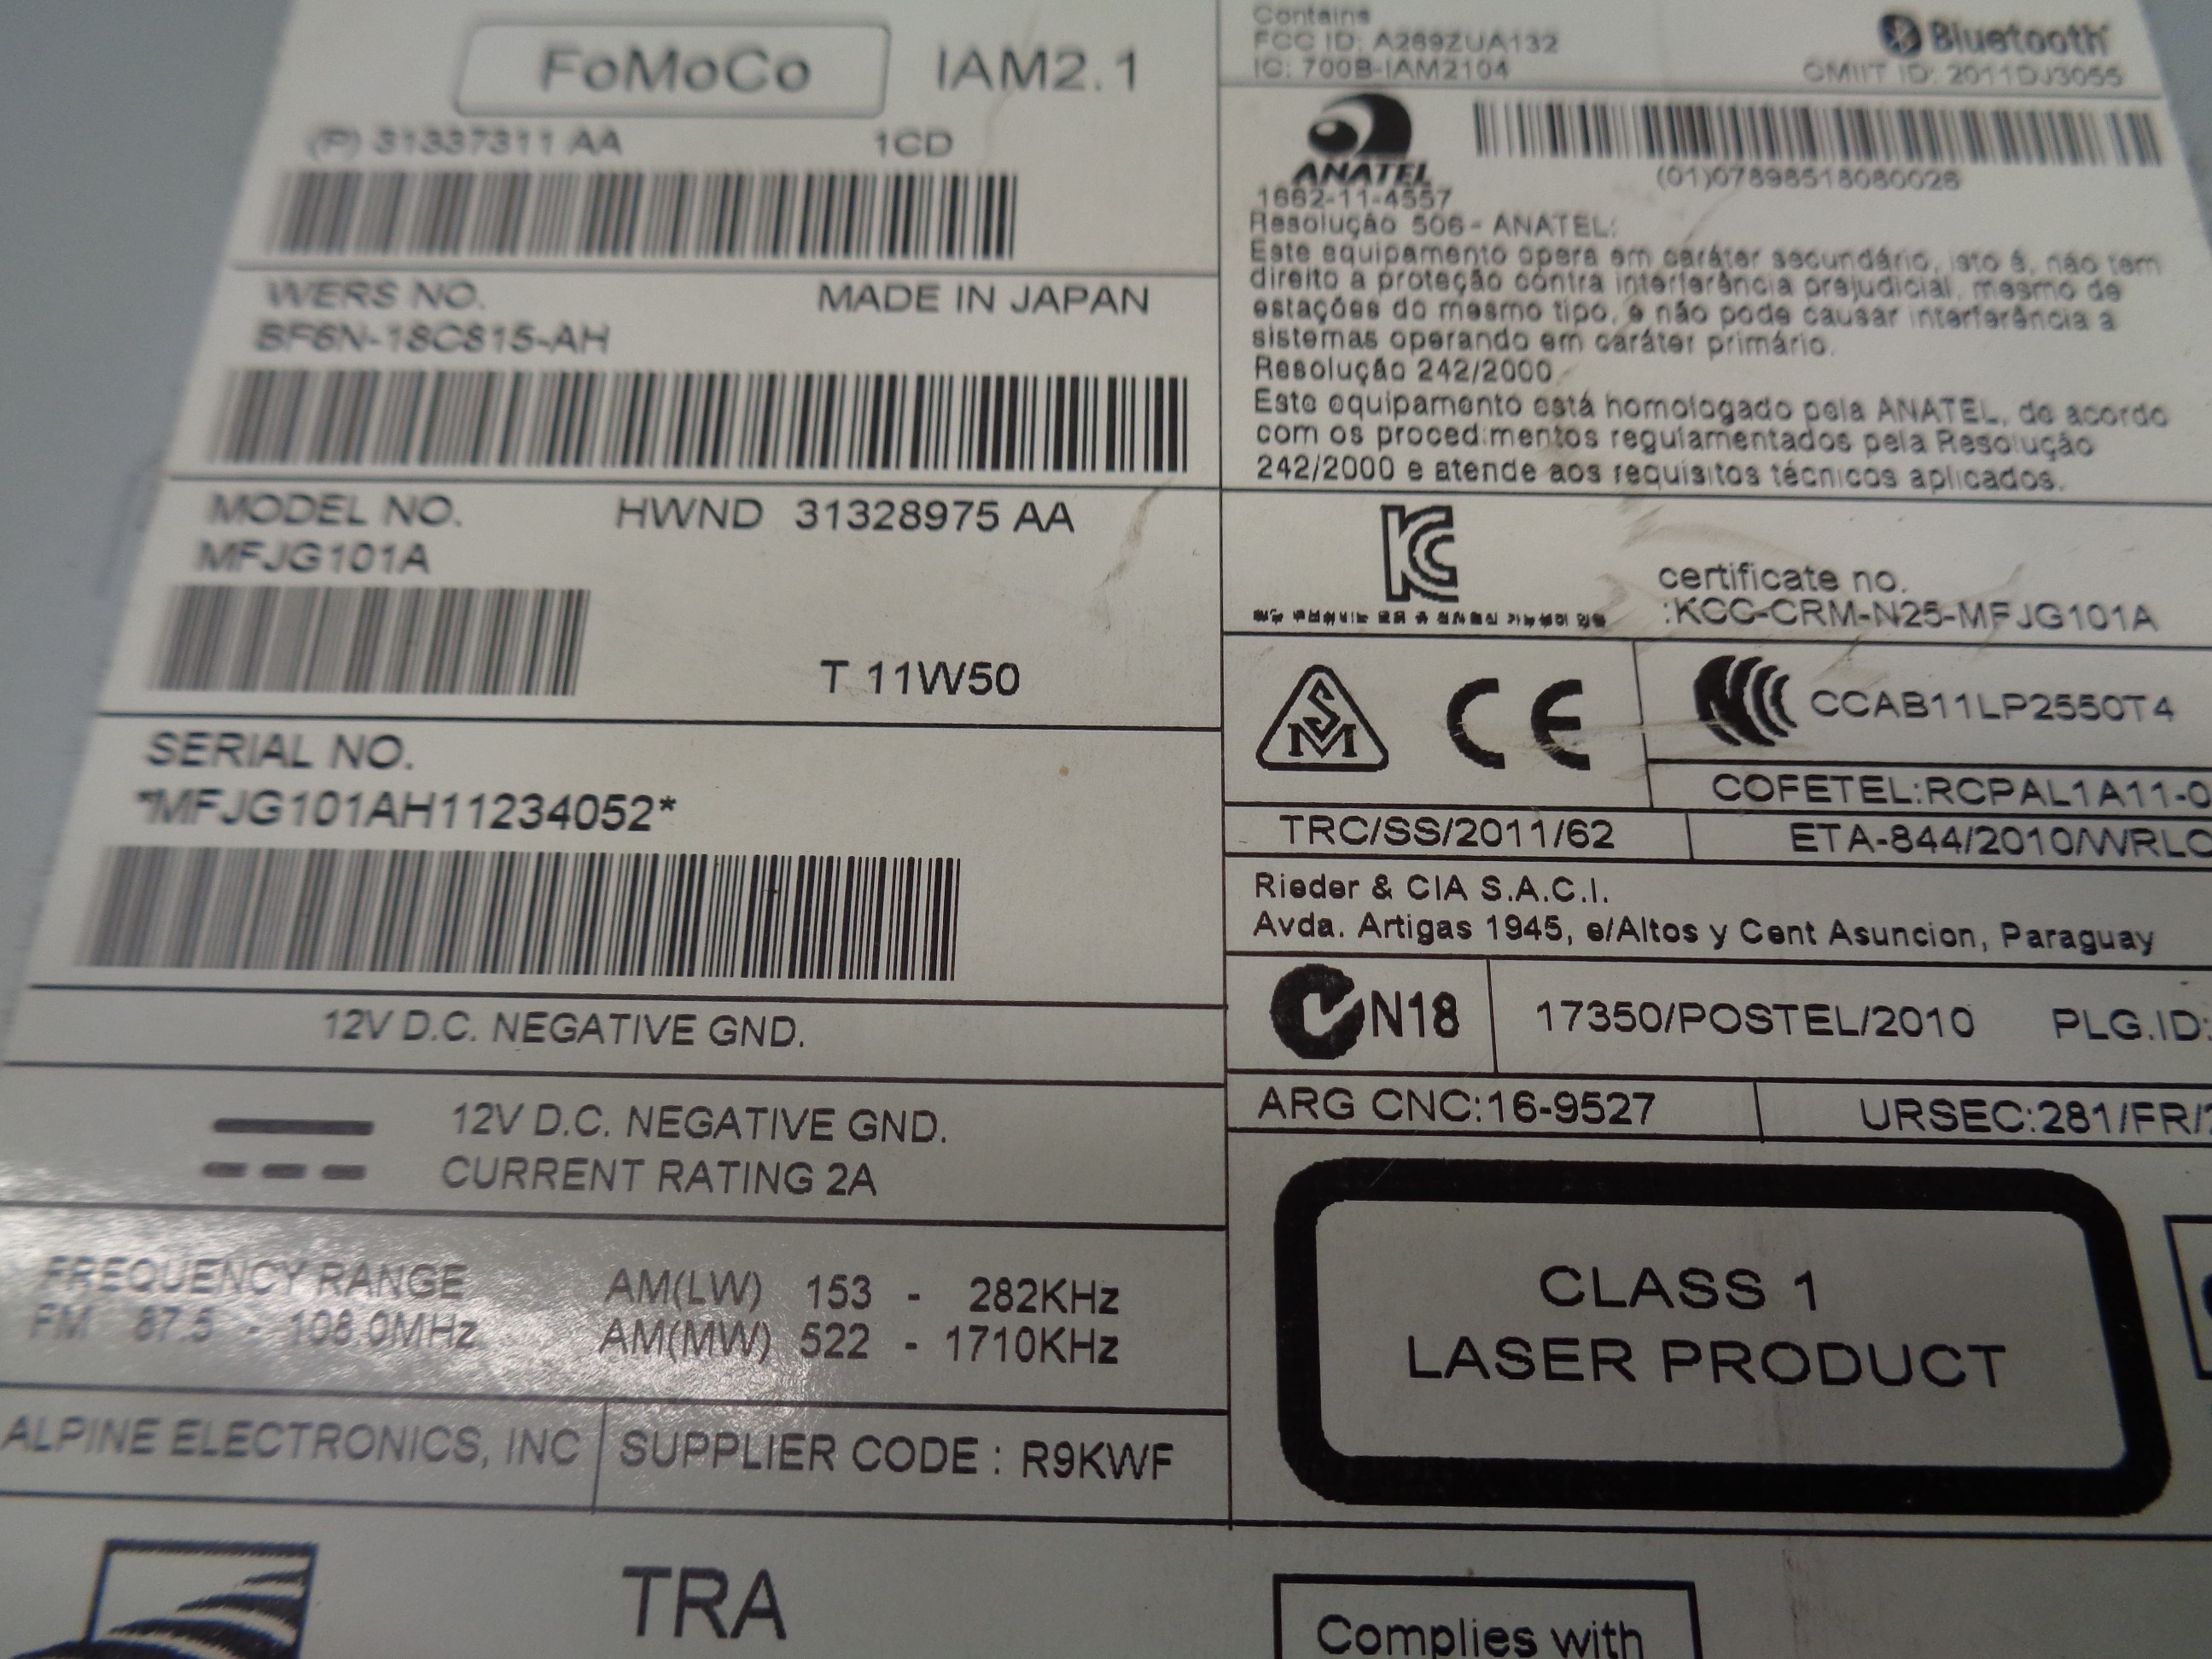 FoMoCo IAM2.1
(P) 31337311 AA 1CD
WERS NO. MADE IN JAPAN
BF6N-18C815-AH
MODEL NO. HWND 31328975 AA
MFJG101A
T 11W50
SERIAL NO.
*MFJG101AH11234052*
12V D.C. NEGATIVE GND.
12V D.C. NEGATIVE GND.
CURRENT RATING 2A
FREQUENCY RANGE AM(LW) 153 - 282KHz
FM 87.5 - 108.0MHz AM(MW) 522 - 1710KHz
ALPINE ELECTRONICS, INC SUPPLIER CODE : R9KWF
TRA
Contains
FCC ID: A269ZUA132
IC: 700B-IAM2104
Bluetooth
CMIIT ID: 2011DJ3055
ANATEL
(01)07898518080026
1662-11-4557
Resolução 506 - ANATEL:
Este equipamento opera em caráter secundário, isto é, não tem
direito a proteção contra interferência prejudicial, mesmo de
estações do mesmo tipo, e não pode causar interferência a
sistemas operando em caráter primário.
Resolução 242/2000
Este equipamento está homologado pela ANATEL, de acordo
com os procedimentos regulamentados pela Resolução
242/2000 e atende aos requisitos técnicos aplicados.
KC
certificate no.
:KCC-CRM-N25-MFJG101A
SM CE
CCAB11LP2550T4
COFETEL:RCPAL1A11-0
TRC/SS/2011/62 ETA-844/2010/WRLO
Rieder & CIA S.A.C.I.
Avda. Artigas 1945, e/Altos y Cent Asuncion, Paraguay
N18 17350/POSTEL/2010 PLG.ID:
ARG CNC:16-9527 URSEC:281/FR/2
CLASS 1
LASER PRODUCT
Complies with